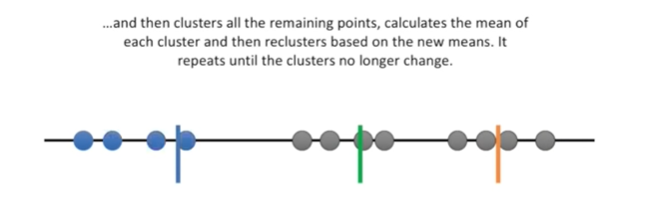 ...and then clusters all the remaining points, calculates the mean of
each cluster and then reclusters based on the new means. It
repeats until the clusters no longer change.